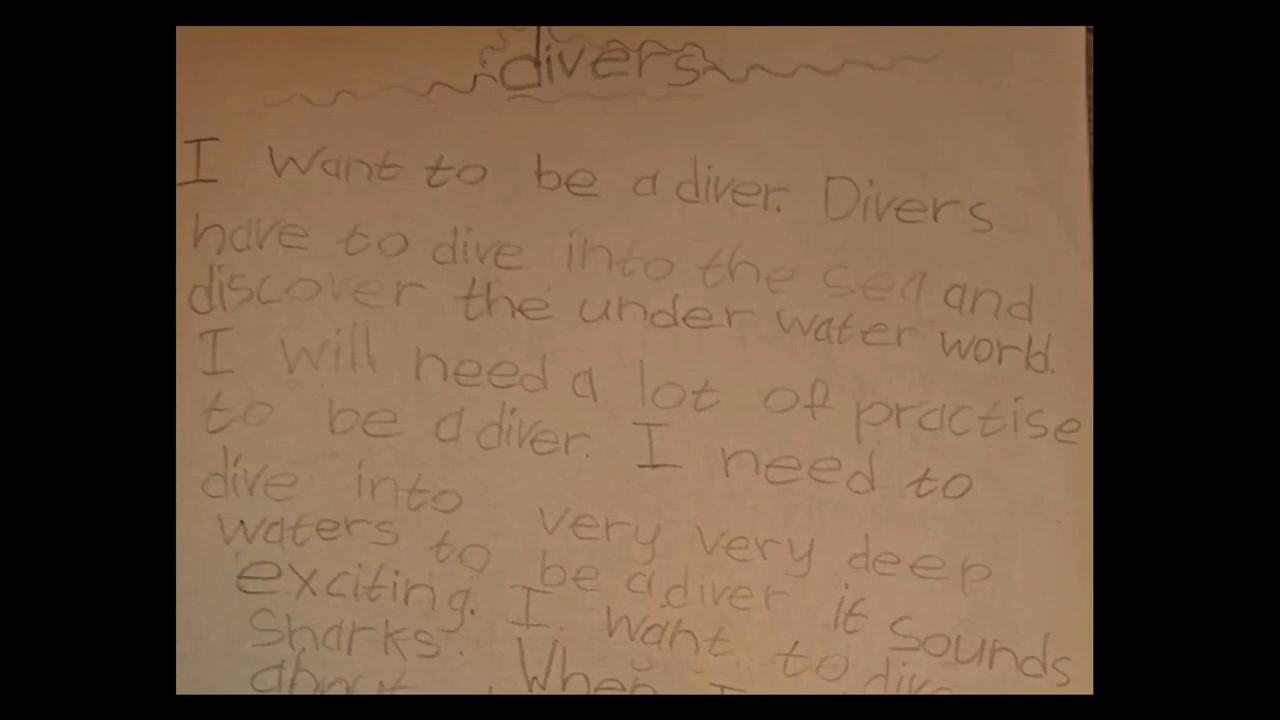 divers
I want to be a diver. Divers
have to dive into the sea and
discover the under water world.
I will need a lot of practise
to be a diver. I need to
dive into very very deep
waters to be a diver it sounds
exciting. I want to
Sharks. When I
about